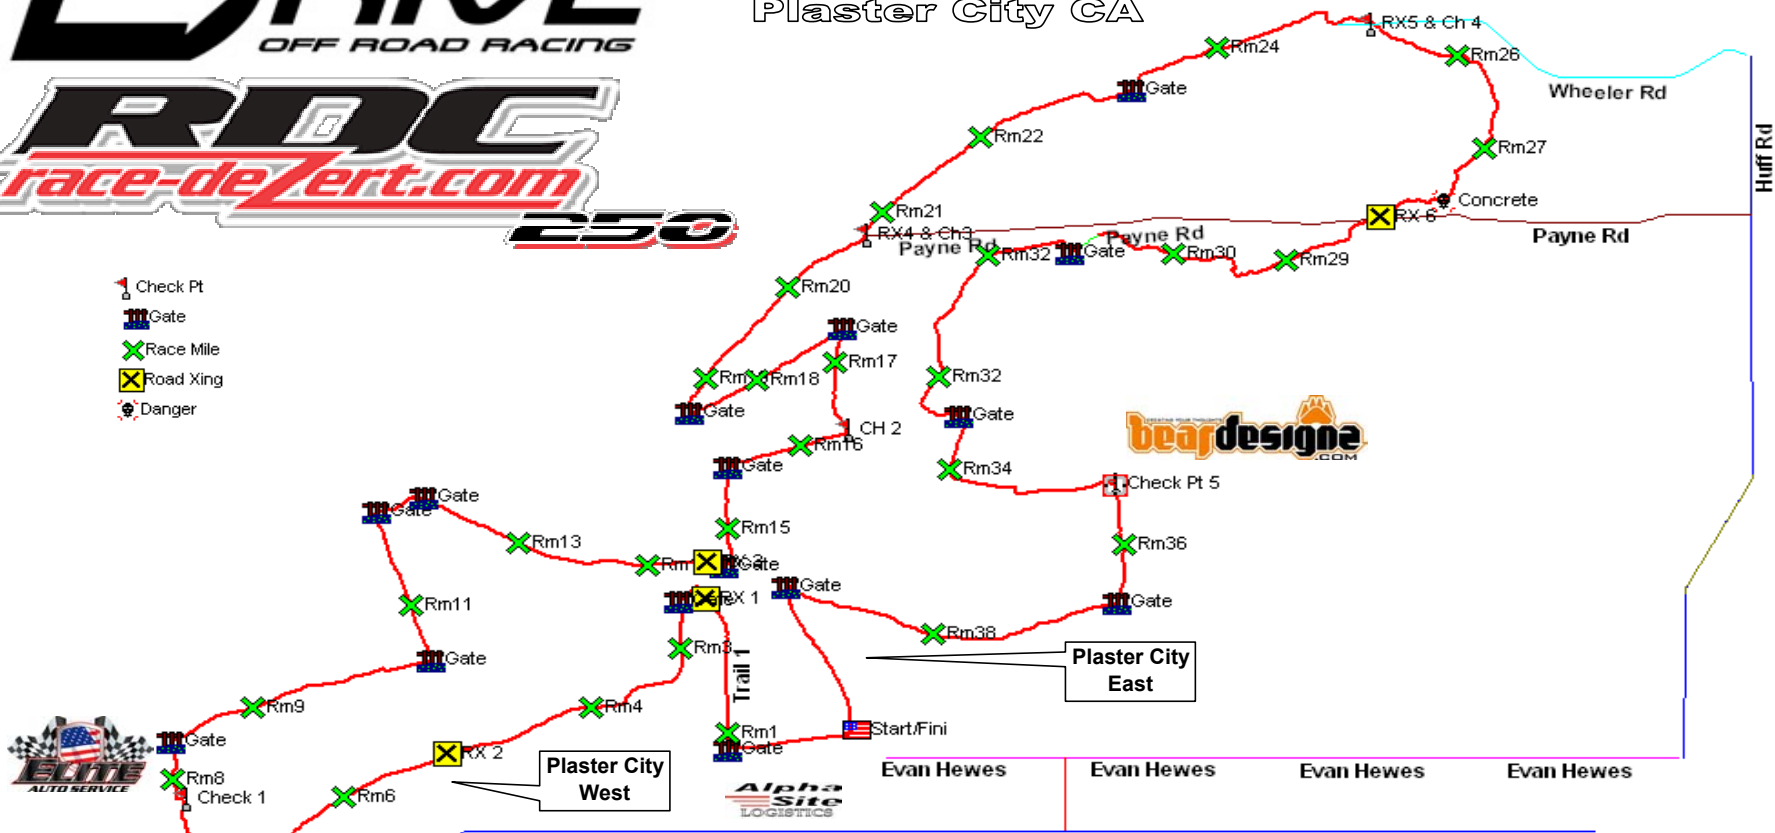 Plaster City CA
OFF ROAD RACING
RDC
race-deZert.com
250
Check Pt
Gate
Race Mile
Road Xing
Danger
RX5 & Ch 4
Rm24
Rm26
Gate
Wheeler Rd
Huff Rd
Rm22
Rm27
Concrete
Rm21
RX 6
RX4 & Ch3
Payne Rd
Payne Rd
Payne Rd
Rm32
Gate
Rm30
Rm29
Rm20
Gate
Rm17
Rm18
Rm32
Gate
Gate
CH 2
Rm16
beardesignz
.COM
Gate
Rm34
Check Pt 5
Gate
Gate
Rm15
Rm13
Rm36
Gate
Gate
RX 1
Gate
Rm11
Rm3
Rm38
Gate
Plaster City
East
Trail 1
Rm9
Rm4
Rm1
Start/Fini
Gate
Gate
RX 2
Plaster City
West
Evan Hewes
Evan Hewes
Evan Hewes
Evan Hewes
ELITE
AUTO SERVICE
Rm8
Check 1
Rm6
Alpha
Site
LOGISTICS